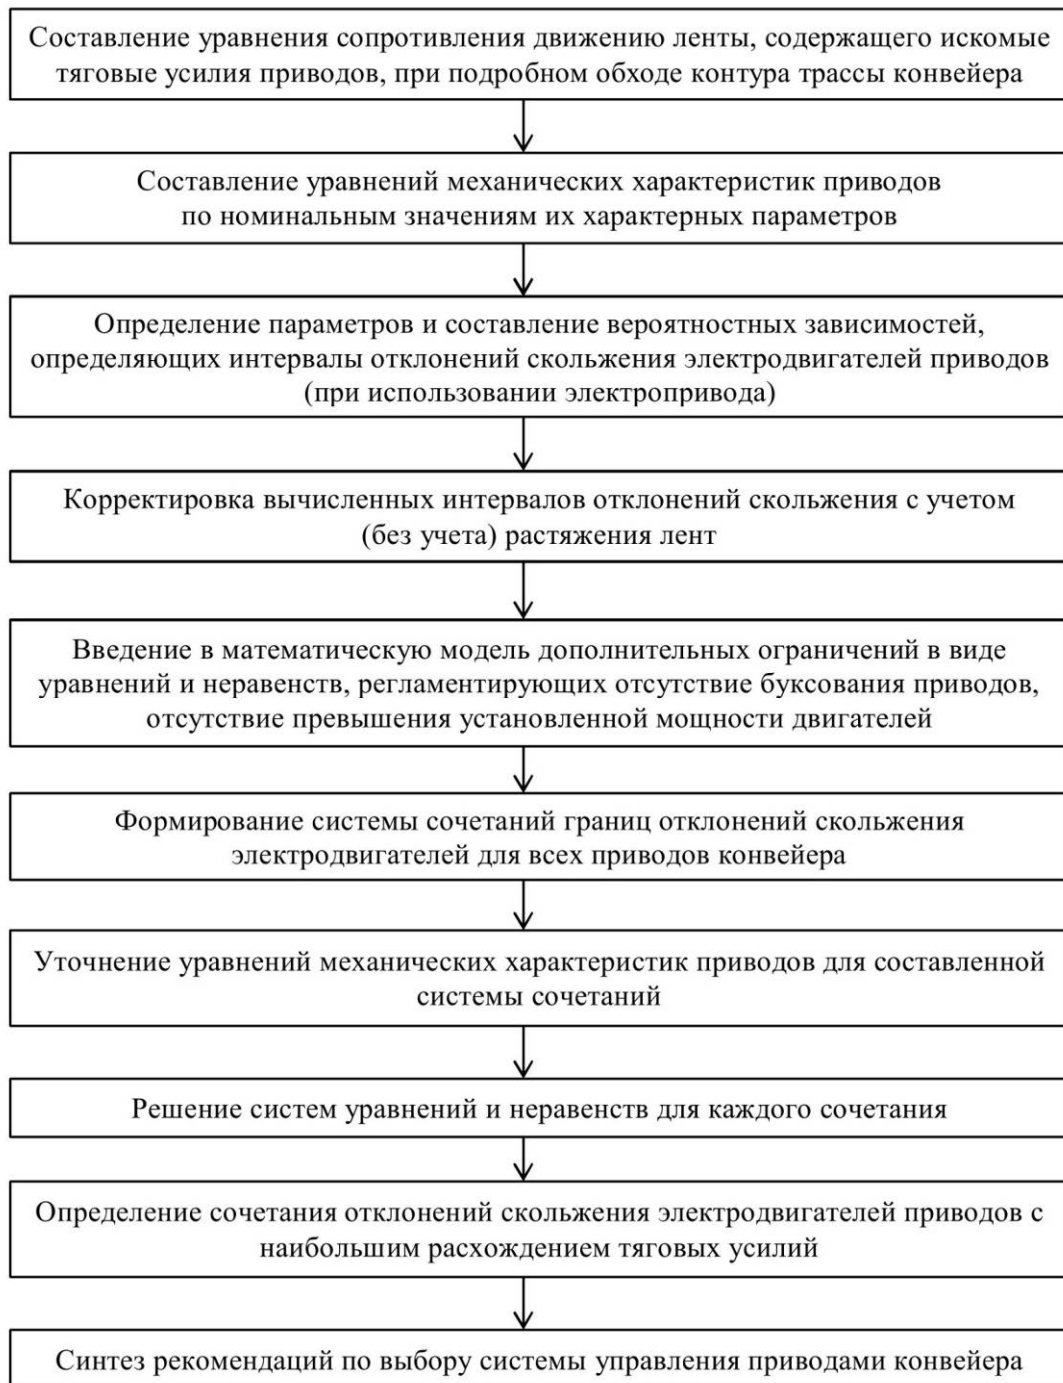 Составление уравнения сопротивления движению ленты, содержащего искомые
тяговые усилия приводов, при подробном обходе контура трассы конвейера
Составление уравнений механических характеристик приводов
по номинальным значениям их характерных параметров
Определение параметров и составление вероятностных зависимостей,
определяющих интервалы отклонений скольжения электродвигателей приводов
(при использовании электропривода)
Корректировка вычисленных интервалов отклонений скольжения с учетом
(без учета) растяжения лент
Введение в математическую модель дополнительных ограничений в виде
уравнений и неравенств, регламентирующих отсутствие буксования приводов,
отсутствие превышения установленной мощности двигателей
Формирование системы сочетаний границ отклонений скольжения
электродвигателей для всех приводов конвейера
Уточнение уравнений механических характеристик приводов для составленной
системы сочетаний
Решение систем уравнений и неравенств для каждого сочетания
Определение сочетания отклонений скольжения электродвигателей приводов с
наибольшим расхождением тяговых усилий
Синтез рекомендаций по выбору системы управления приводами конвейера